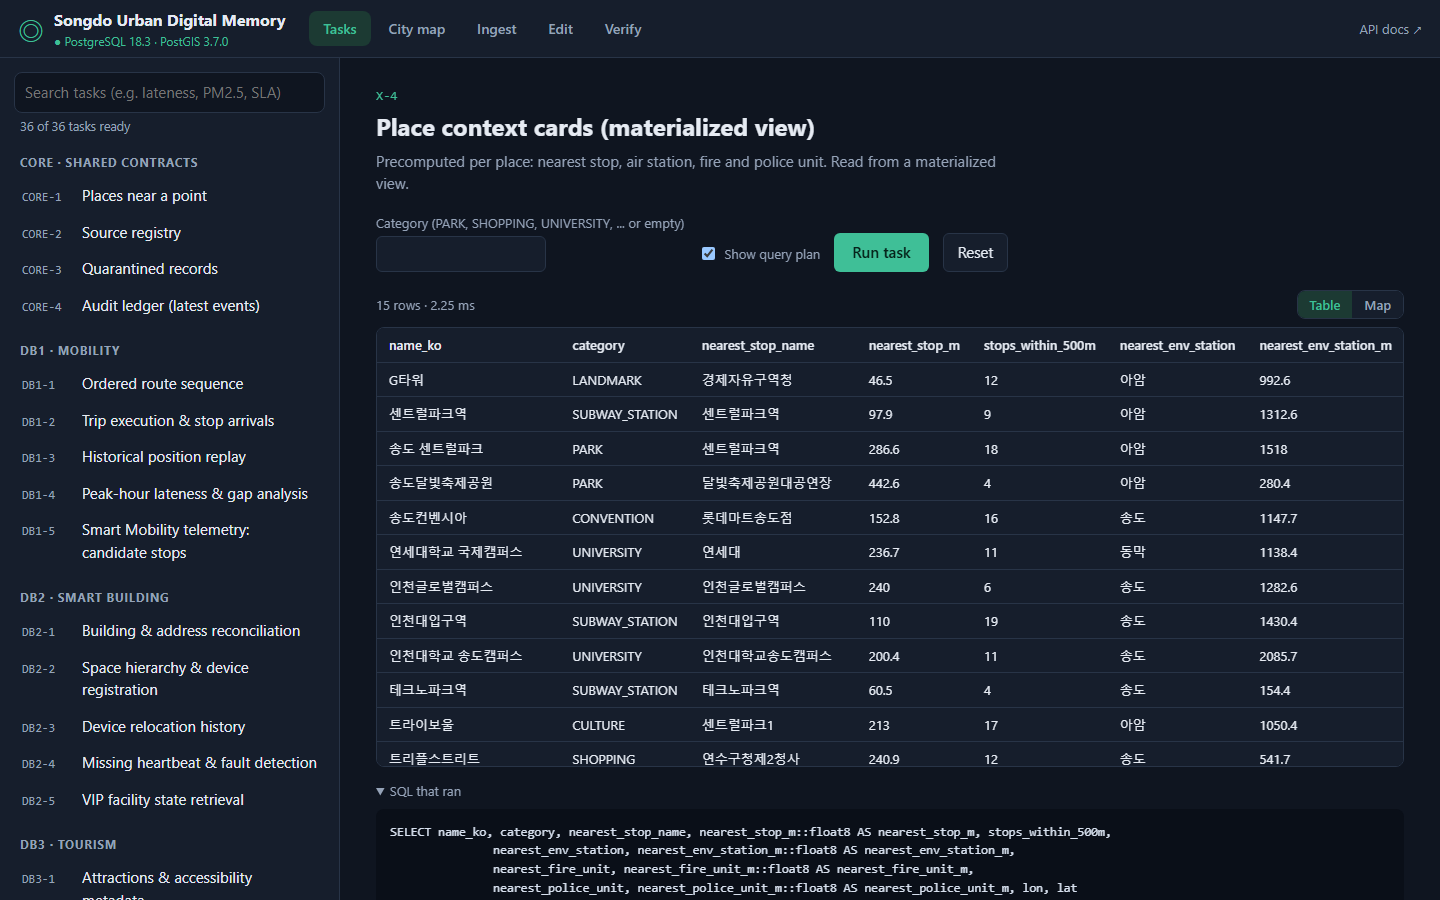 Songdo Urban Digital Memory
● PostgreSQL 18.3 · PostGIS 3.7.0
Tasks
City map
Ingest
Edit
Verify
API docs ↗
Search tasks (e.g. lateness, PM2.5, SLA)
36 of 36 tasks ready
CORE · SHARED CONTRACTS
CORE-1 Places near a point
CORE-2 Source registry
CORE-3 Quarantined records
CORE-4 Audit ledger (latest events)
DB1 · MOBILITY
DB1-1 Ordered route sequence
DB1-2 Trip execution & stop arrivals
DB1-3 Historical position replay
DB1-4 Peak-hour lateness & gap analysis
DB1-5 Smart Mobility telemetry:
candidate stops
DB2 · SMART BUILDING
DB2-1 Building & address reconciliation
DB2-2 Space hierarchy & device
registration
DB2-3 Device relocation history
DB2-4 Missing heartbeat & fault detection
DB2-5 VIP facility state retrieval
DB3 · TOURISM
DB3-1 Attractions & accessibility
metadata
X-4
Place context cards (materialized view)
Precomputed per place: nearest stop, air station, fire and police unit. Read from a materialized
view.
Category (PARK, SHOPPING, UNIVERSITY, ... or empty)
Show query plan
Run task
Reset
15 rows · 2.25 ms
Table
Map
name_ko category nearest_stop_name nearest_stop_m stops_within_500m nearest_env_station nearest_env_station_m
G타워 LANDMARK 경제자유구역청 46.5 12 아암 992.6
센트럴파크역 SUBWAY_STATION 센트럴파크역 97.9 9 아암 1312.6
송도 센트럴파크 PARK 센트럴파크역 286.6 18 아암 1518
송도달빛축제공원 PARK 달빛축제공원대공연장 442.6 4 아암 280.4
송도컨벤시아 CONVENTION 롯데마트송도점 152.8 16 송도 1147.7
연세대학교 국제캠퍼스 UNIVERSITY 연세대 236.7 11 동막 1138.4
인천글로벌캠퍼스 UNIVERSITY 인천글로벌캠퍼스 240 6 송도 1282.6
인천대입구역 SUBWAY_STATION 인천대입구역 110 19 송도 1430.4
인천대학교 송도캠퍼스 UNIVERSITY 인천대학교송도캠퍼스 200.4 11 송도 2085.7
테크노파크역 SUBWAY_STATION 테크노파크역 60.5 4 송도 154.4
트라이보울 CULTURE 센트럴파크1 213 17 아암 1050.4
트리플스트리트 SHOPPING 연수구청제2청사 240.9 12 송도 541.7
▼ SQL that ran
SELECT name_ko, category, nearest_stop_name, nearest_stop_m::float8 AS nearest_stop_m, stops_within_500m,
nearest_env_station, nearest_env_station_m::float8 AS nearest_env_station_m,
nearest_fire_unit, nearest_fire_unit_m::float8 AS nearest_fire_unit_m,
nearest_police_unit, nearest_police_unit_m::float8 AS nearest_police_unit_m, lon, lat